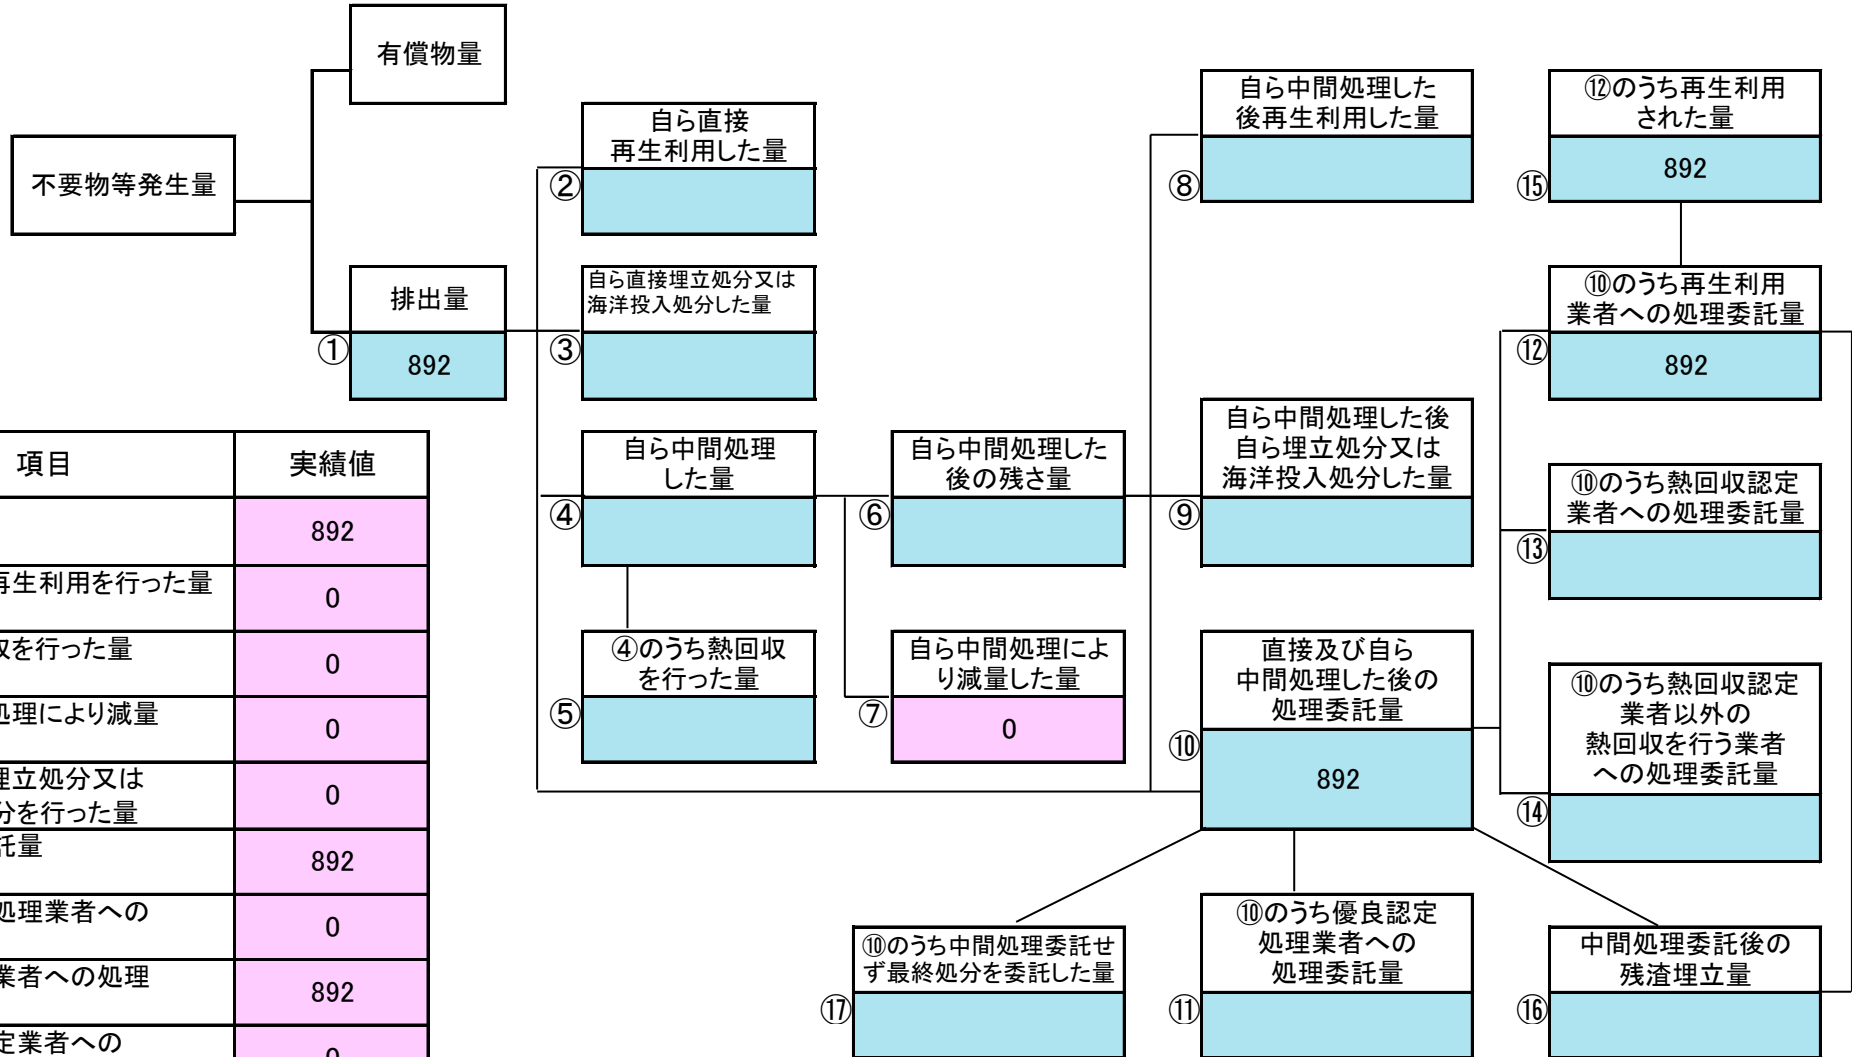 有償物量
不要物等発生量
排出量
①
892
自ら直接
再生利用した量
②
自ら直接埋立処分又は
海洋投入処分した量
③
自ら中間処理
した量
④
④のうち熱回収
を行った量
⑤
自ら中間処理した
後の残さ量
⑥
自ら中間処理によ
り減量した量
⑦
0
自ら中間処理した
後再生利用した量
⑧
自ら中間処理した後
自ら埋立処分又は
海洋投入処分した量
⑨
直接及び自ら
中間処理した後の
処理委託量
⑩
892
⑫のうち再生利用
された量
⑮
892
⑩のうち再生利用
業者への処理委託量
⑫
892
⑩のうち熱回収認定
業者への処理委託量
⑬
⑩のうち熱回収認定
業者以外の
熱回収を行う業者
への処理委託量
⑭
⑩のうち中間処理委託せ
ず最終処分を委託した量
⑰
⑩のうち優良認定
処理業者への
処理委託量
⑪
中間処理委託後の
残渣埋立量
⑯
項目 実績値
892
再生利用を行った量 0
を行った量 0
処理により減量 0
埋立処分又は
分を行った量 0
託量 892
処理業者への 0
業者への処理 892
定業者への 0